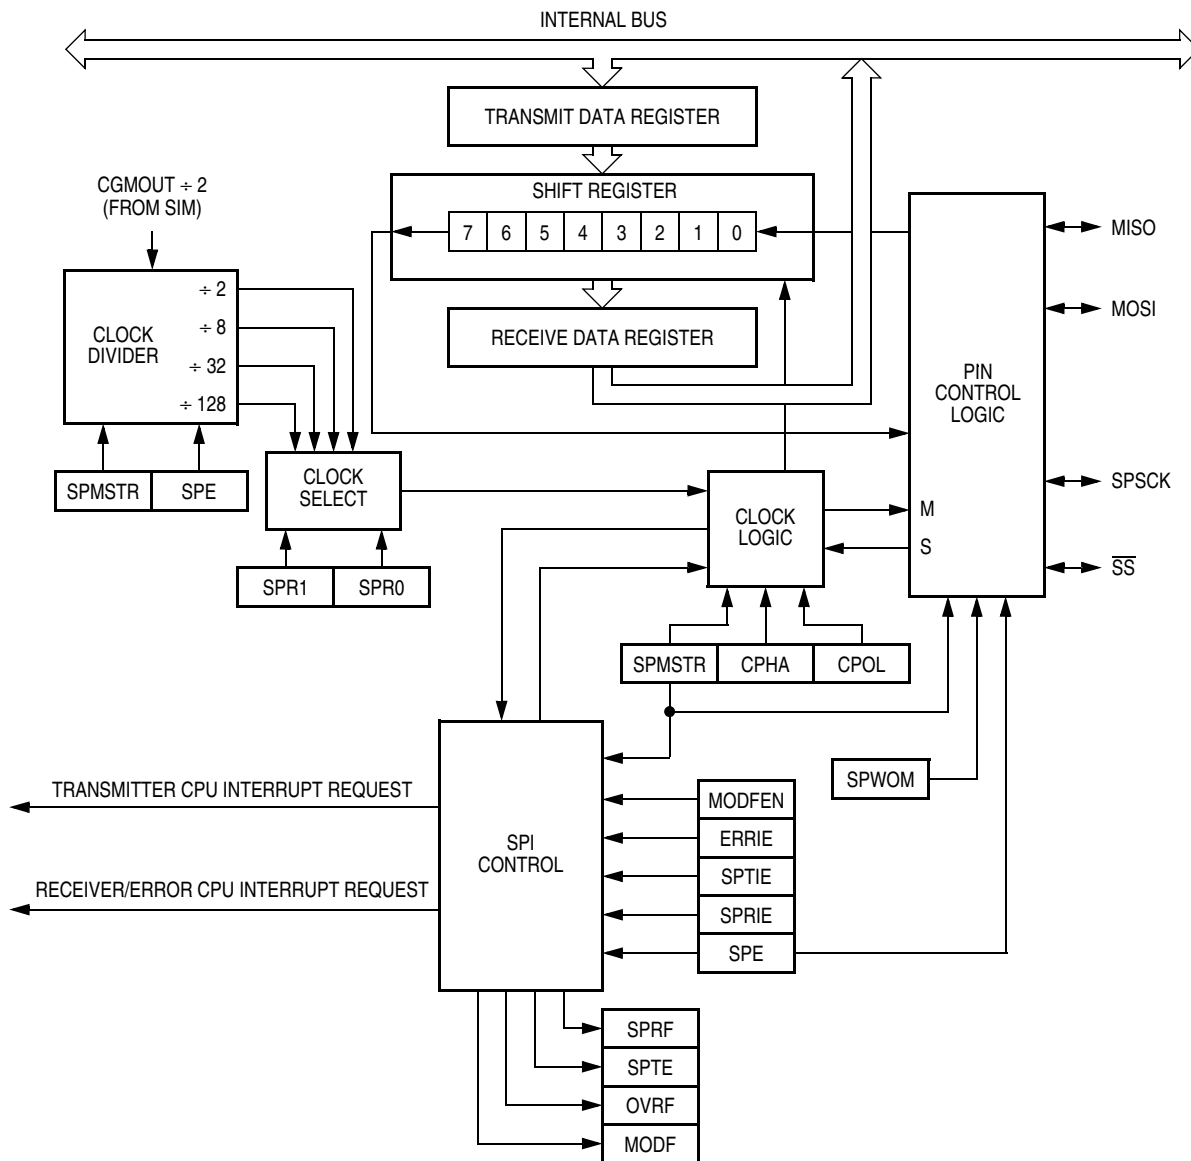 INTERNAL BUS
TRANSMIT DATA REGISTER
CGMOUT ÷ 2
(FROM SIM)
SHIFT REGISTER
7 6 5 4 3 2 1 0
MISO
÷ 2
÷ 8
÷ 32
÷ 128
CLOCK
DIVIDER
RECEIVE DATA REGISTER
MOSI
PIN
CONTROL
LOGIC
SPMSTR SPE
CLOCK
SELECT
SPSCK
CLOCK
LOGIC
M
S
SS
SPR1 SPR0
SPMSTR CPHA CPOL
SPWOM
TRANSMITTER CPU INTERRUPT REQUEST
MODFEN
ERRIE
SPI
CONTROL
SPTIE
RECEIVER/ERROR CPU INTERRUPT REQUEST
SPRIE
SPE
SPRF
SPTE
OVRF
MODF